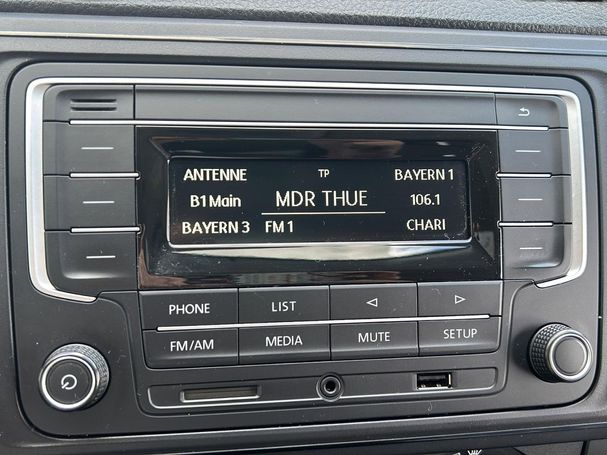 ANTENNE TP BAYERN 1
B1 Main MDR THUE 106.1
BAYERN 3 FM 1 CHARI
PHONE LIST
FM/AM MEDIA MUTE SETUP